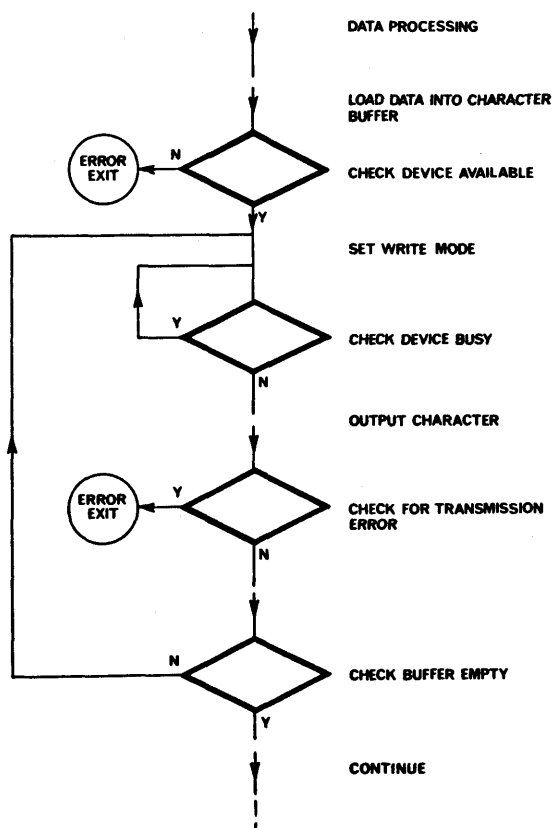 DATA PROCESSING
LOAD DATA INTO CHARACTER
BUFFER
N
ERROR
EXIT
CHECK DEVICE AVAILABLE
Y
SET WRITE MODE
Y
CHECK DEVICE BUSY
N
OUTPUT CHARACTER
Y
ERROR
EXIT
CHECK FOR TRANSMISSION
ERROR
N
N
CHECK BUFFER EMPTY
Y
CONTINUE